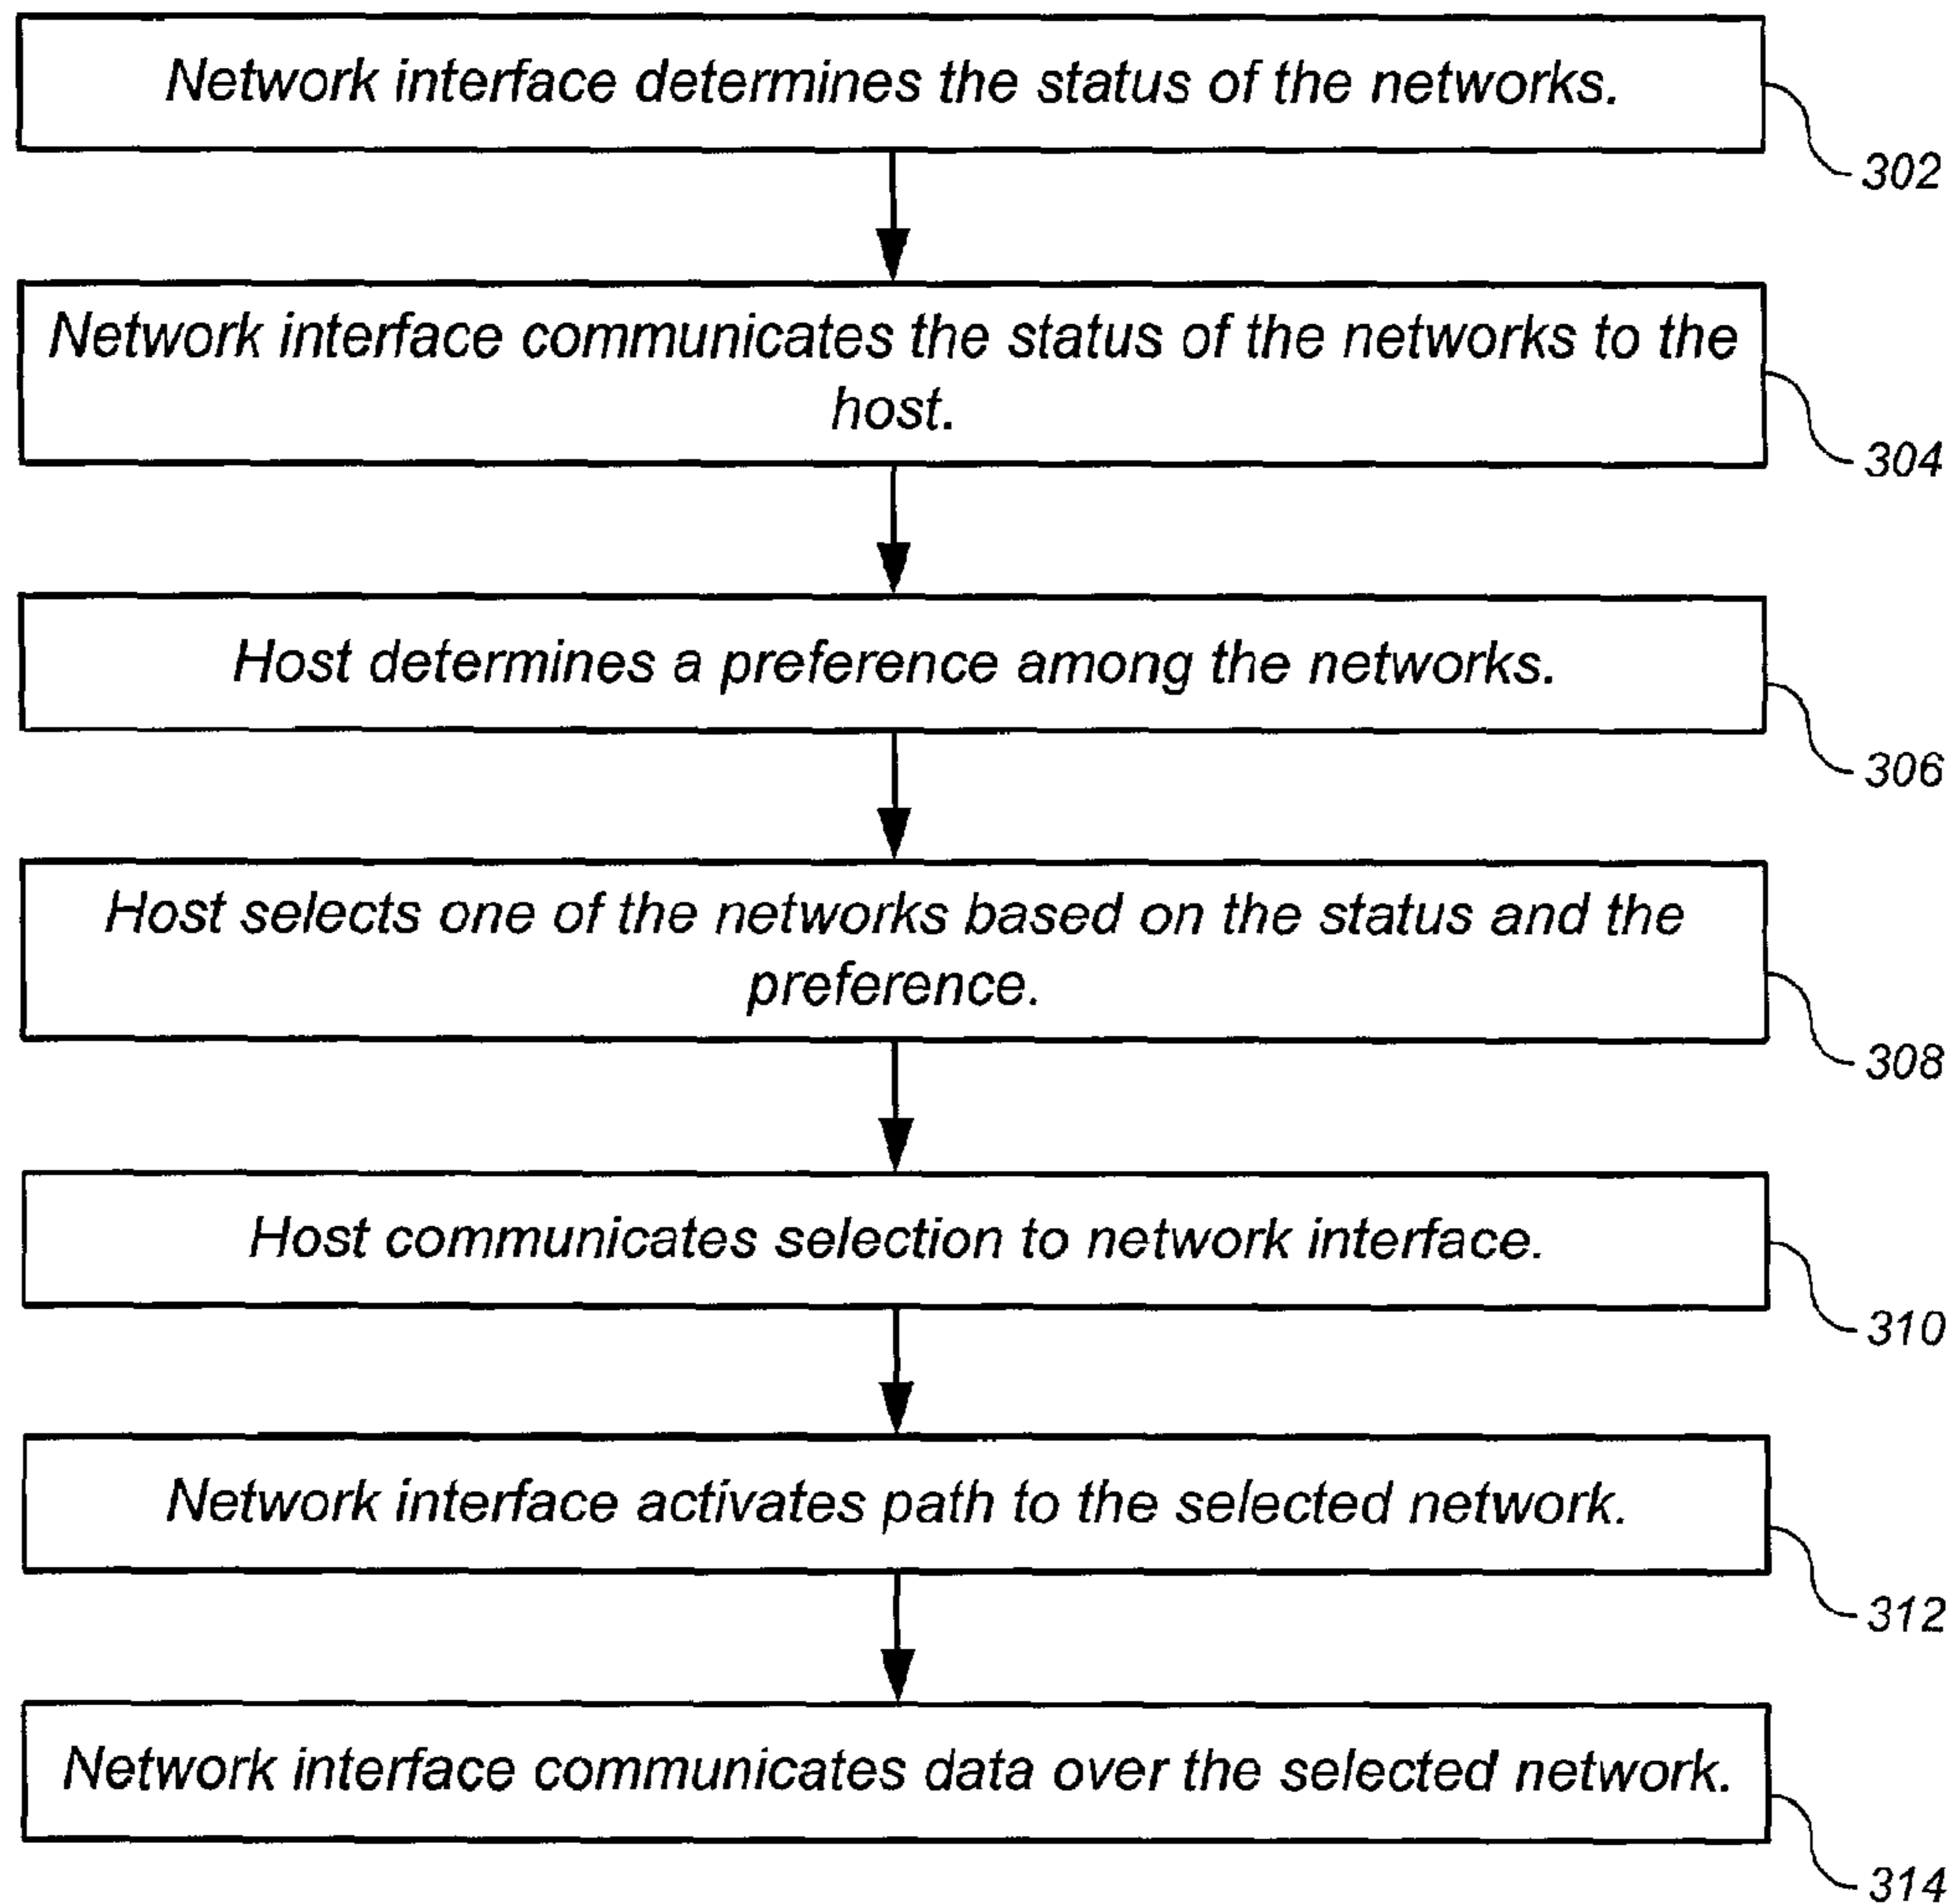 Network interface determines the status of the networks.
302
Network interface communicates the status of the networks to the
host.
304
Host determines a preference among the networks.
306
Host selects one of the networks based on the status and the
preference.
308
Host communicates selection to network interface.
310
Network interface activates path to the selected network.
312
Network interface communicates data over the selected network.
314